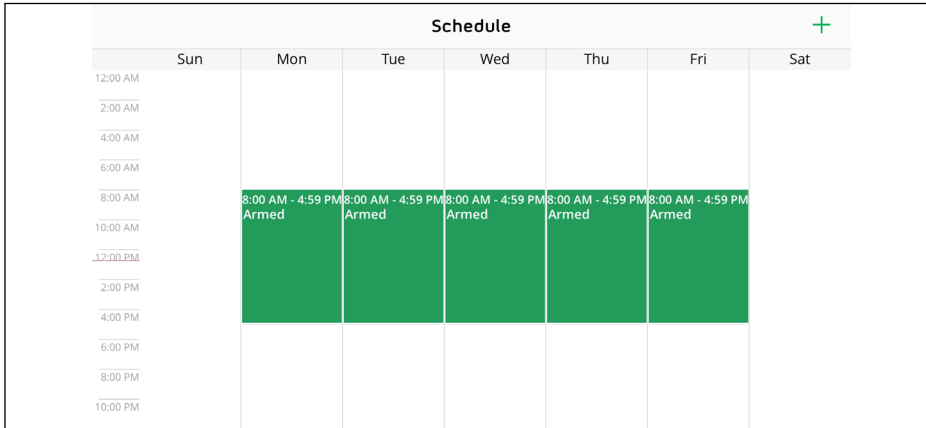 Schedule +
Sun Mon Tue Wed Thu Fri Sat
12:00 AM
2:00 AM
4:00 AM
6:00 AM
8:00 AM 8:00 AM - 4:59 PM 8:00 AM - 4:59 PM 8:00 AM - 4:59 PM 8:00 AM - 4:59 PM 8:00 AM - 4:59 PM
Armed Armed Armed Armed Armed
10:00 AM
12:00 PM
2:00 PM
4:00 PM
6:00 PM
8:00 PM
10:00 PM